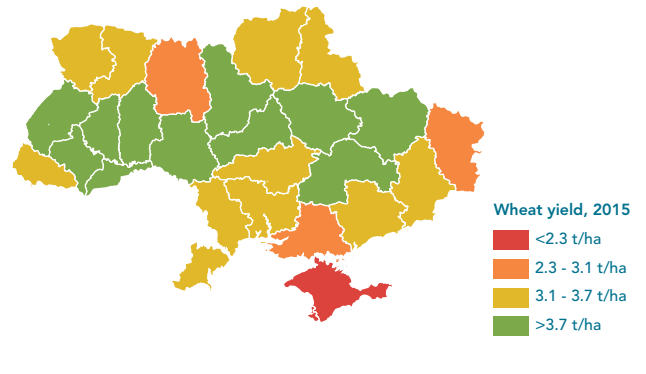 Wheat yield, 2015
<2.3 t/ha
2.3 - 3.1 t/ha
3.1 - 3.7 t/ha
>3.7 t/ha